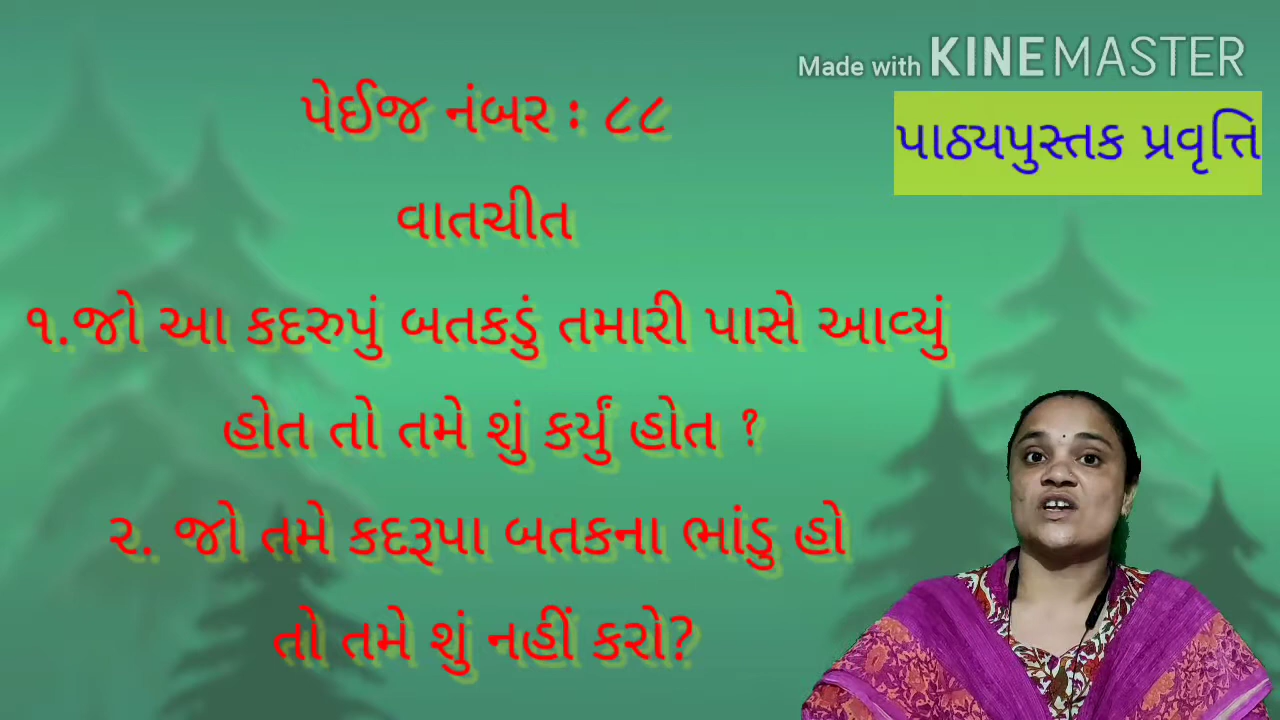 Made with KINEMASTER
પાઠ્યપુસ્તક પ્રવૃત્તિ
પેઈજ નંબર : ૮૮
વાતચીત
૧.જો આ કદરુપું બતકડું તમારી પાસે આવ્યું
હોત તો તમે શું કર્યું હોત ?
૨. જો તમે કદરૂપા બતકના ભાંડુ હો
તો તમે શું નહીં કરો?